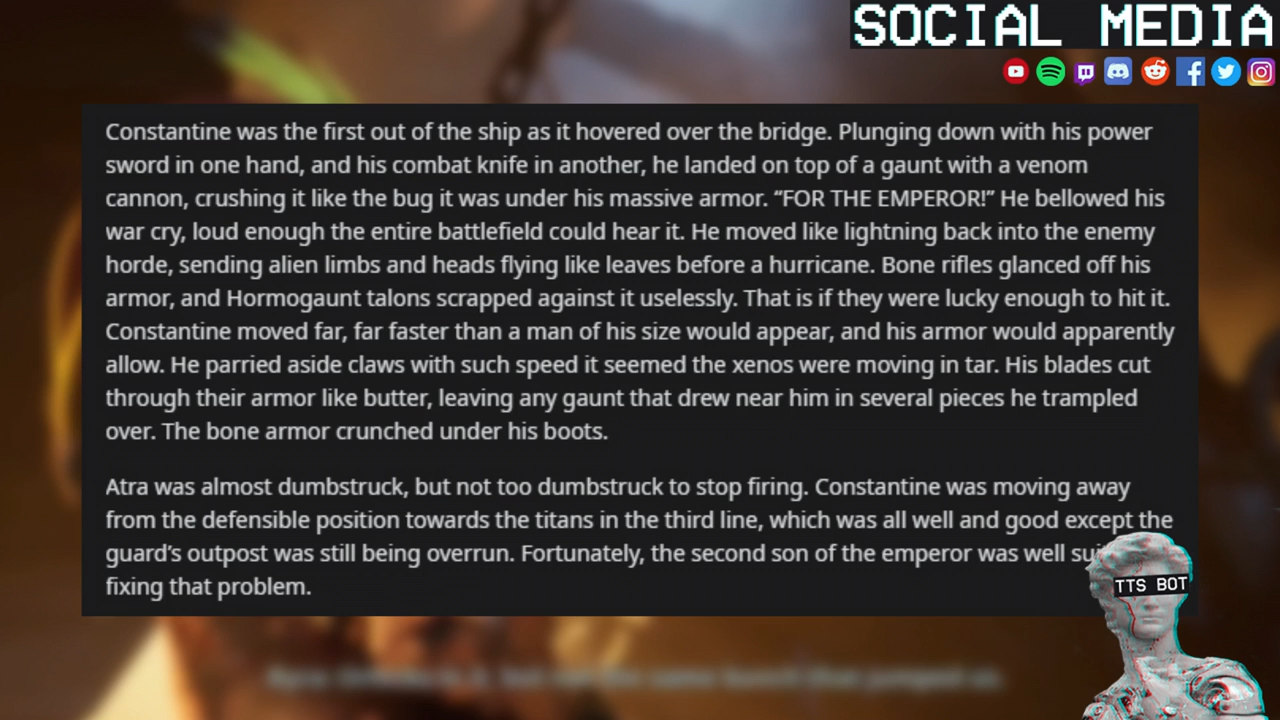 SOCIAL MEDIA
Constantine was the first out of the ship as it hovered over the bridge. Plunging down with his power
sword in one hand, and his combat knife in another, he landed on top of a gaunt with a venom
cannon, crushing it like the bug it was under his massive armor. “FOR THE EMPEROR!” He bellowed his
war cry, loud enough the entire battlefield could hear it. He moved like lightning back into the enemy
horde, sending alien limbs and heads flying like leaves before a hurricane. Bone rifles glanced off his
armor, and Hormogaunt talons scrapped against it uselessly. That is if they were lucky enough to hit it.
Constantine moved far, far faster than a man of his size would appear, and his armor would apparently
allow. He parried aside claws with such speed it seemed the xenos were moving in tar. His blades cut
through their armor like butter, leaving any gaunt that drew near him in several pieces he trampled
over. The bone armor crunched under his boots.
Atra was almost dumbstruck, but not too dumbstruck to stop firing. Constantine was moving away
from the defensible position towards the titans in the third line, which was all well and good except the
guard’s outpost was still being overrun. Fortunately, the second son of the emperor was well
fixing that problem.
TTS BOT